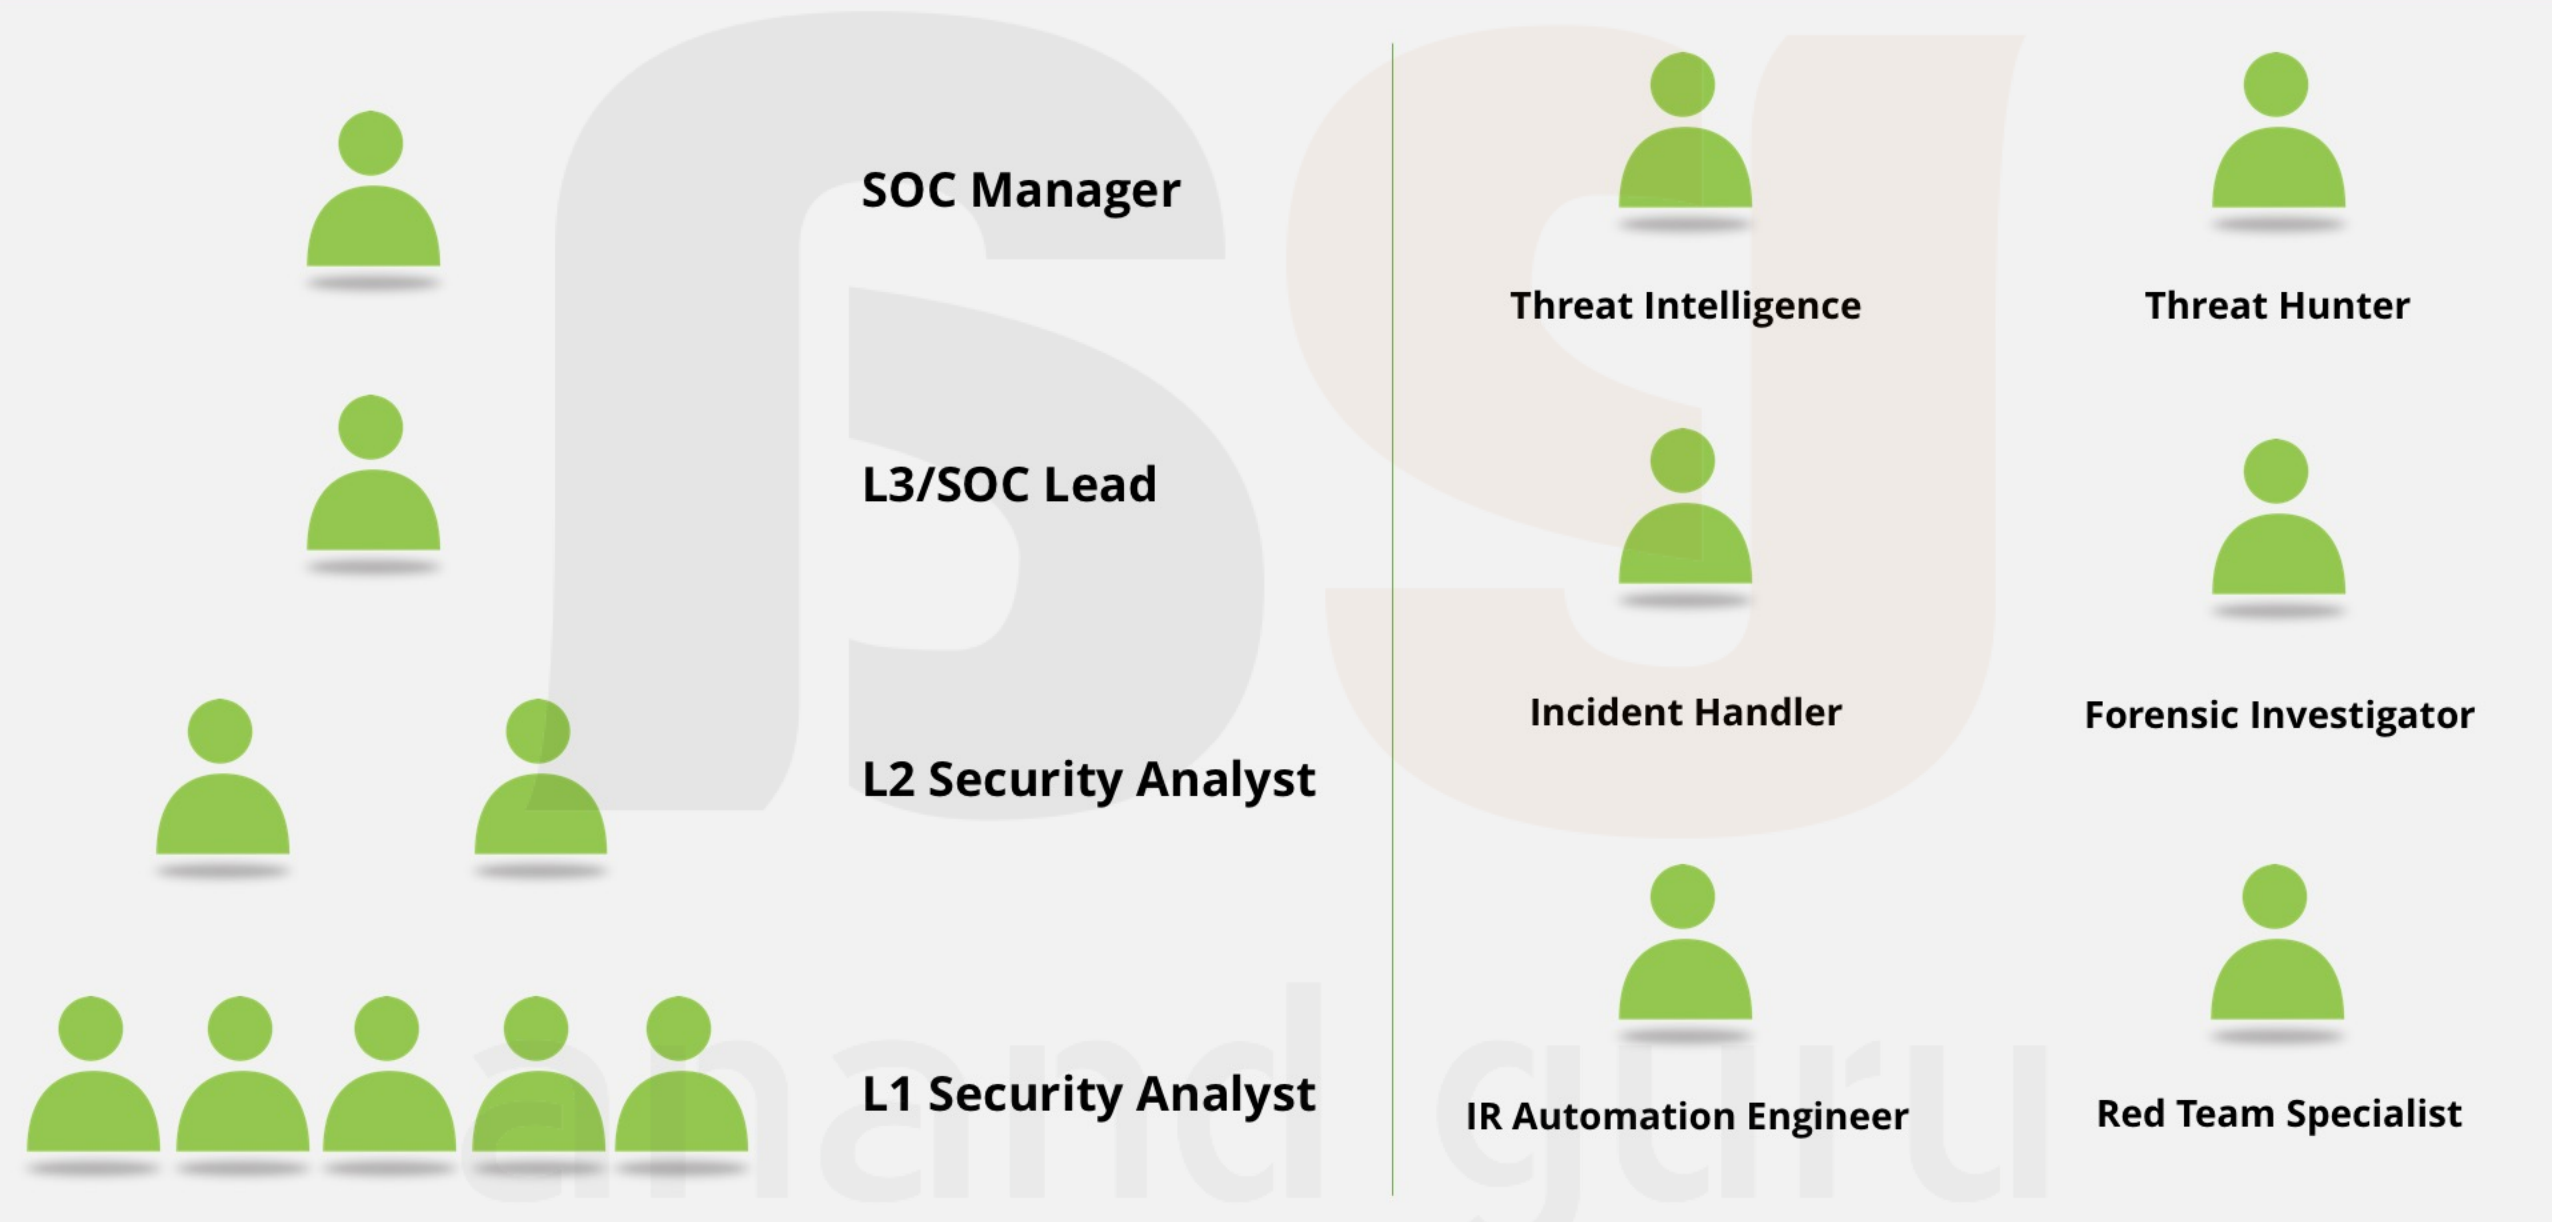 SOC Manager
L3/SOC Lead
L2 Security Analyst
L1 Security Analyst
Threat Intelligence
Threat Hunter
Incident Handler
Forensic Investigator
IR Automation Engineer
Red Team Specialist
anand guru